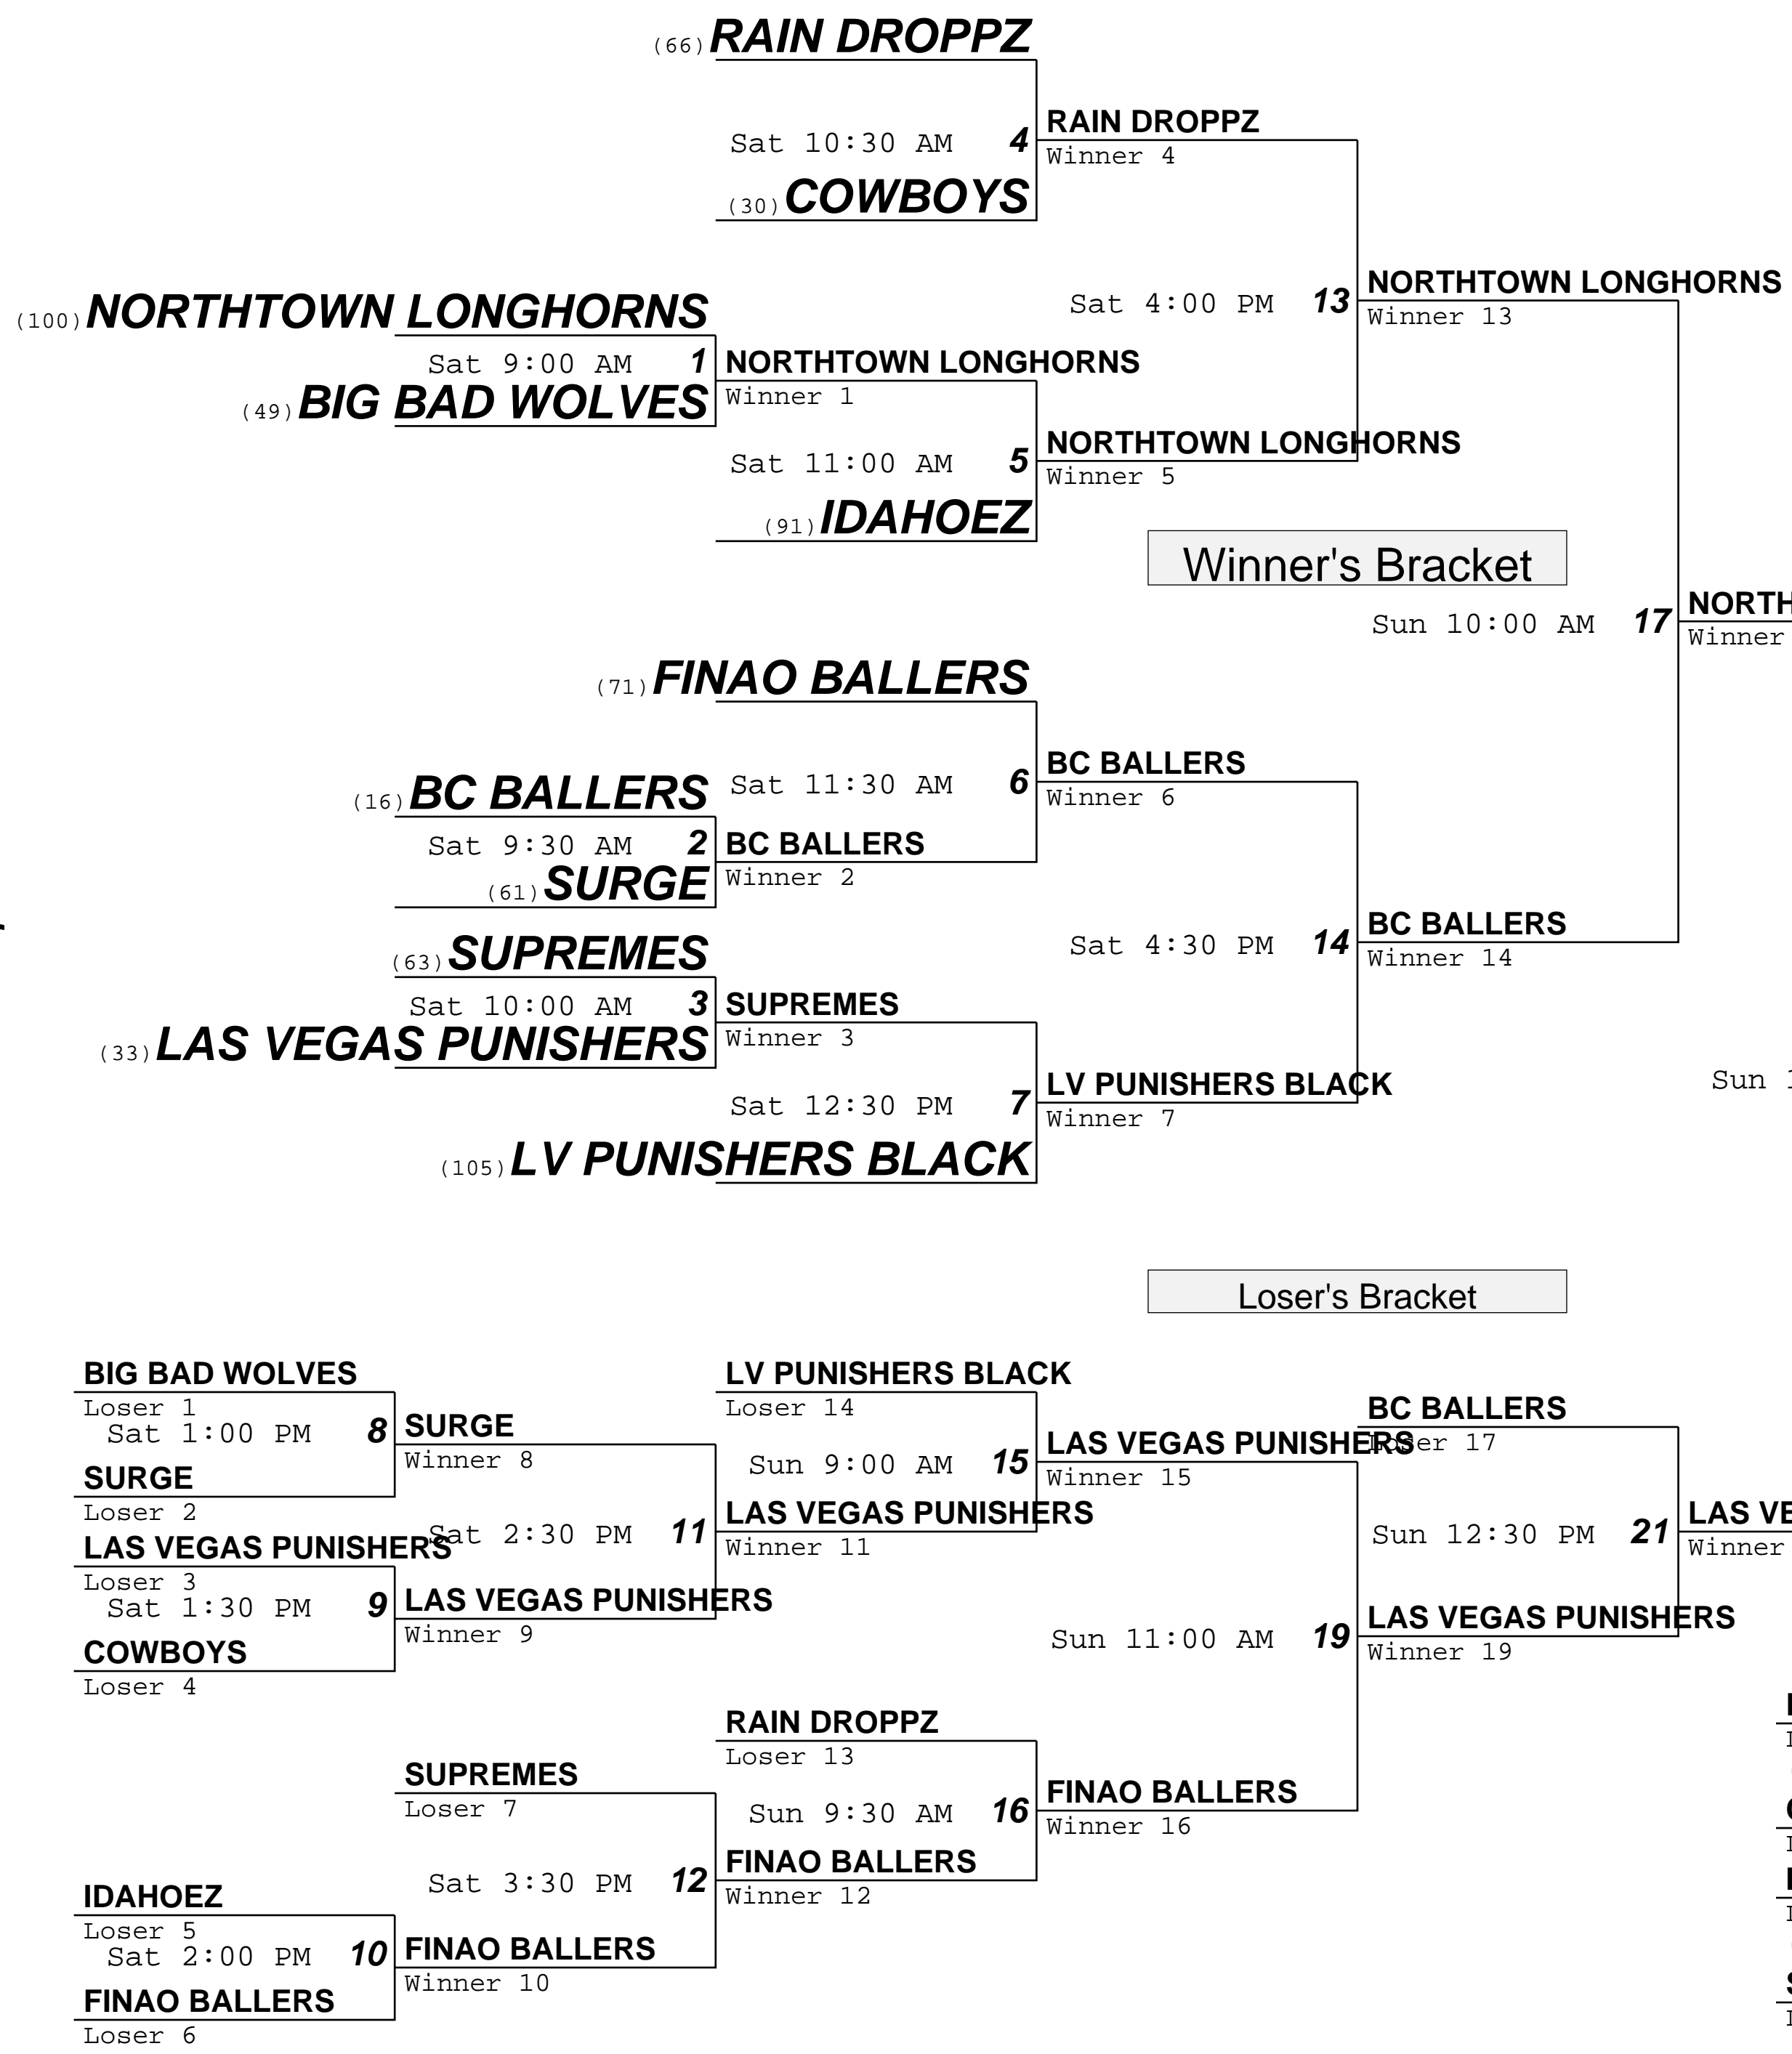 (66) RAIN DROPPZ
RAIN DROPPZ
Sat 10:30 AM 4
Winner 4
(30) COWBOYS
NORTHTOWN LONGHORNS
Sat 4:00 PM 13
Winner 13
(100) NORTHTOWN LONGHORNS
Sat 9:00 AM 1
NORTHTOWN LONGHORNS
Winner 1
(49) BIG BAD WOLVES
NORTHTOWN LONGHORNS
Sat 11:00 AM 5
Winner 5
(91) IDAHOEZ
Winner's Bracket
NORTH
Sun 10:00 AM 17
Winner
(71) FINAO BALLERS
BC BALLERS
Sat 11:30 AM 6
Winner 6
(16) BC BALLERS
Sat 9:30 AM 2
BC BALLERS
Winner 2
(61) SURGE
BC BALLERS
Sat 4:30 PM 14
Winner 14
(63) SUPREMES
Sat 10:00 AM 3
SUPREMES
Winner 3
(33) LAS VEGAS PUNISHERS
LV PUNISHERS BLACK
Sat 12:30 PM 7
Winner 7
Sun
(105) LV PUNISHERS BLACK
Loser's Bracket
BIG BAD WOLVES
Loser 1
Sat 1:00 PM 8
SURGE
Winner 8
SURGE
Loser 2
LV PUNISHERS BLACK
Loser 14
Sun 9:00 AM 15
LAS VEGAS PUNISHERS
Winner 15
BC BALLERS
Loser 17
LAS VEGAS PUNISHERS
Loser 3
Sat 1:30 PM 9
Sat 2:30 PM 11
LAS VEGAS PUNISHERS
Winner 11
LAS VEGAS PUNISHERS
Winner 9
COWBOYS
Loser 4
Sun 12:30 PM 21
LAS VE
Winner
Sun 11:00 AM 19
LAS VEGAS PUNISHERS
Winner 19
RAIN DROPPZ
Loser 13
SUPREMES
Loser 7
Sun 9:30 AM 16
FINAO BALLERS
Winner 16
Sat 3:30 PM 12
FINAO BALLERS
Winner 12
IDAHOEZ
Loser 5
Sat 2:00 PM 10
FINAO BALLERS
Winner 10
FINAO BALLERS
Loser 6